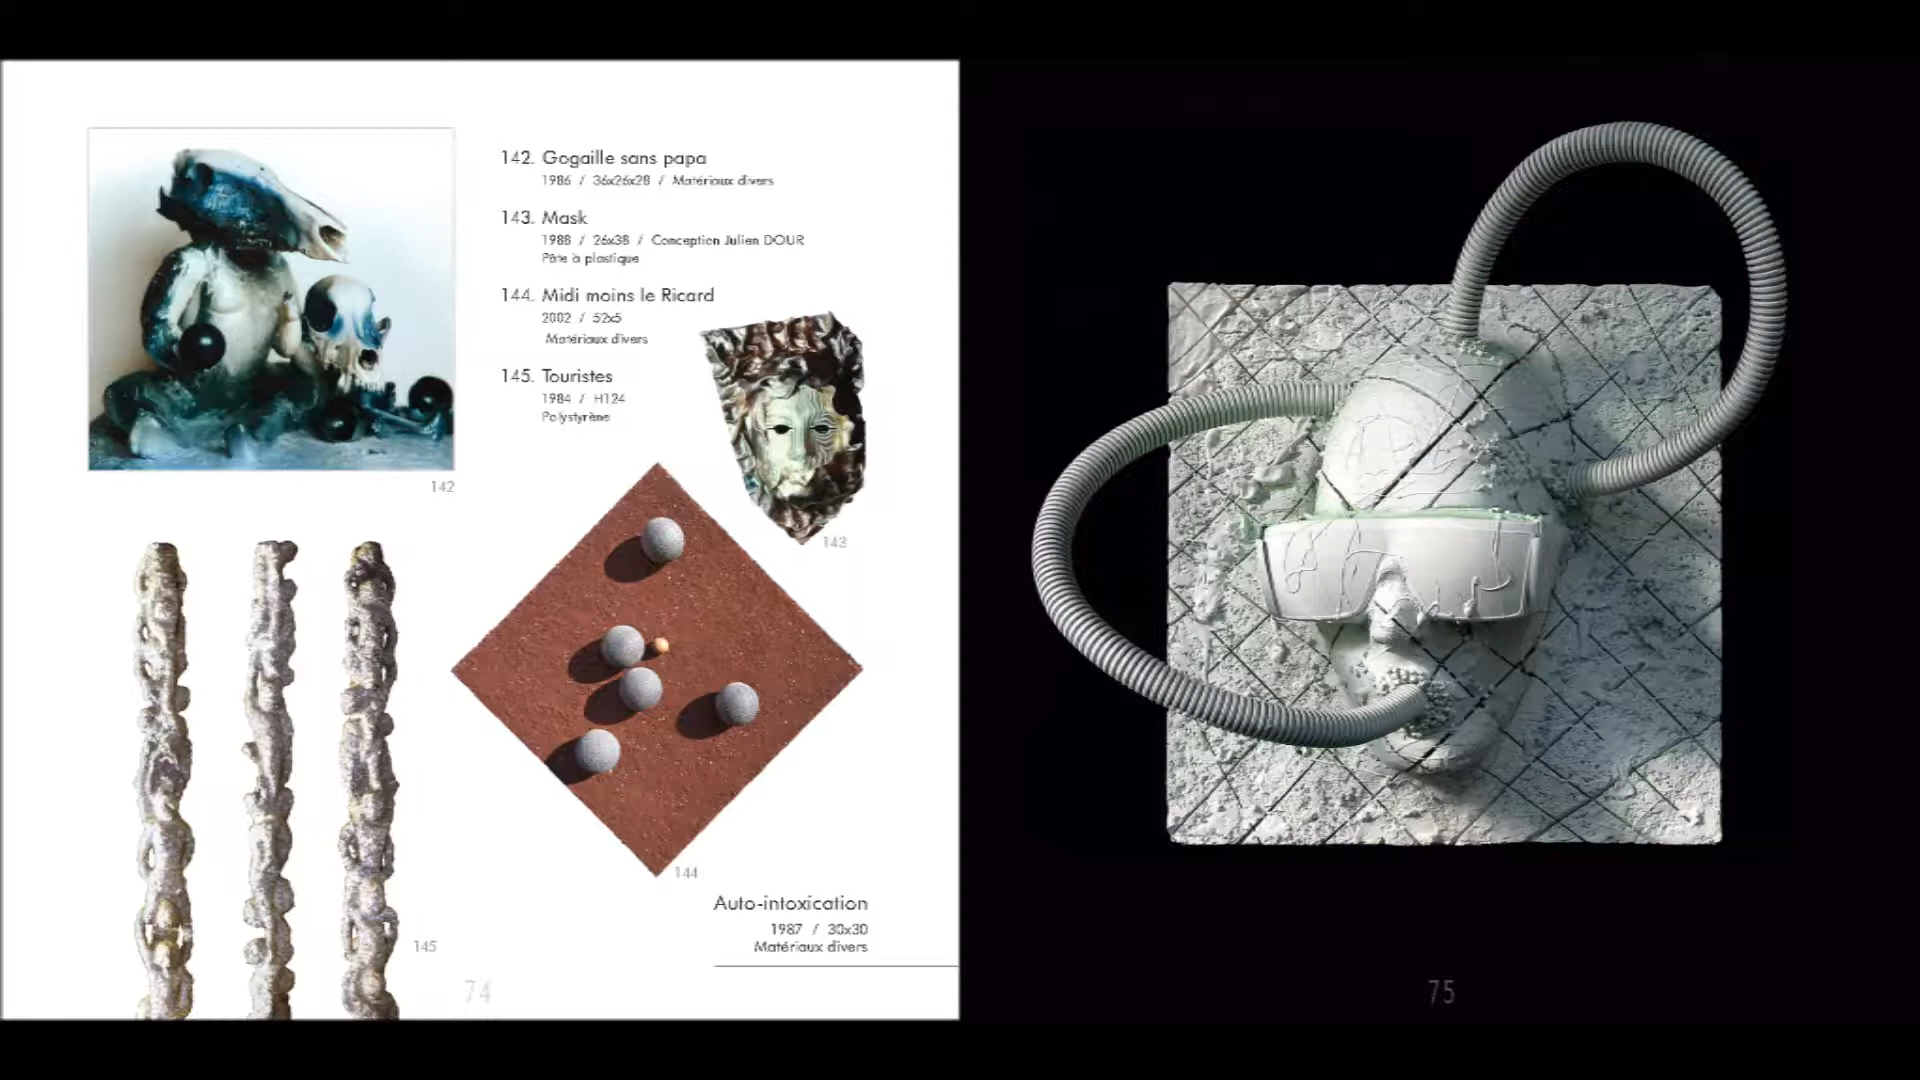 142. Gogaille sans papa
1986 / 36x26x28 / Matériaux divers
143. Mask
1988 / 26x38 / Conception Julien DOUR
Pâte à plastique
144. Midi moins le Ricard
2002 / 52x5
Matériaux divers
145. Touristes
1984 / H124
Polystyrène
142
143
144
145
Auto-intoxication
1987 / 30x30
Matériaux divers
74
75